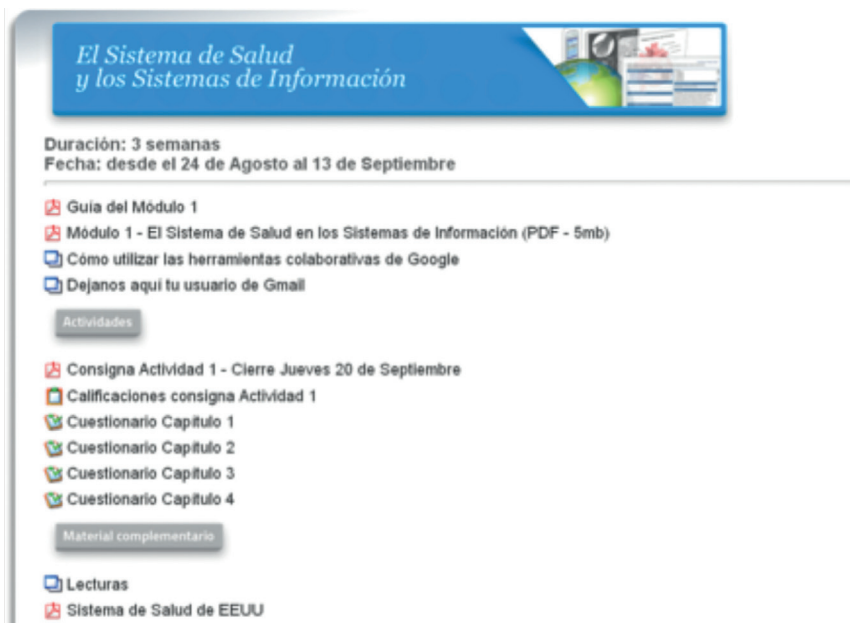 El Sistema de Salud
y los Sistemas de Información
Duración: 3 semanas
Fecha: desde el 24 de Agosto al 13 de Septiembre
Guía del Módulo 1
Módulo 1 - El Sistema de Salud en los Sistemas de Información (PDF - 5mb)
Cómo utilizar las herramientas colaborativas de Google
Dejanos aquí tu usuario de Gmail
Actividades
Consigna Actividad 1 - Cierre Jueves 20 de Septiembre
Calificaciones consigna Actividad 1
Cuestionario Capítulo 1
Cuestionario Capítulo 2
Cuestionario Capítulo 3
Cuestionario Capítulo 4
Material complementario
Lecturas
Sistema de Salud de EEUU